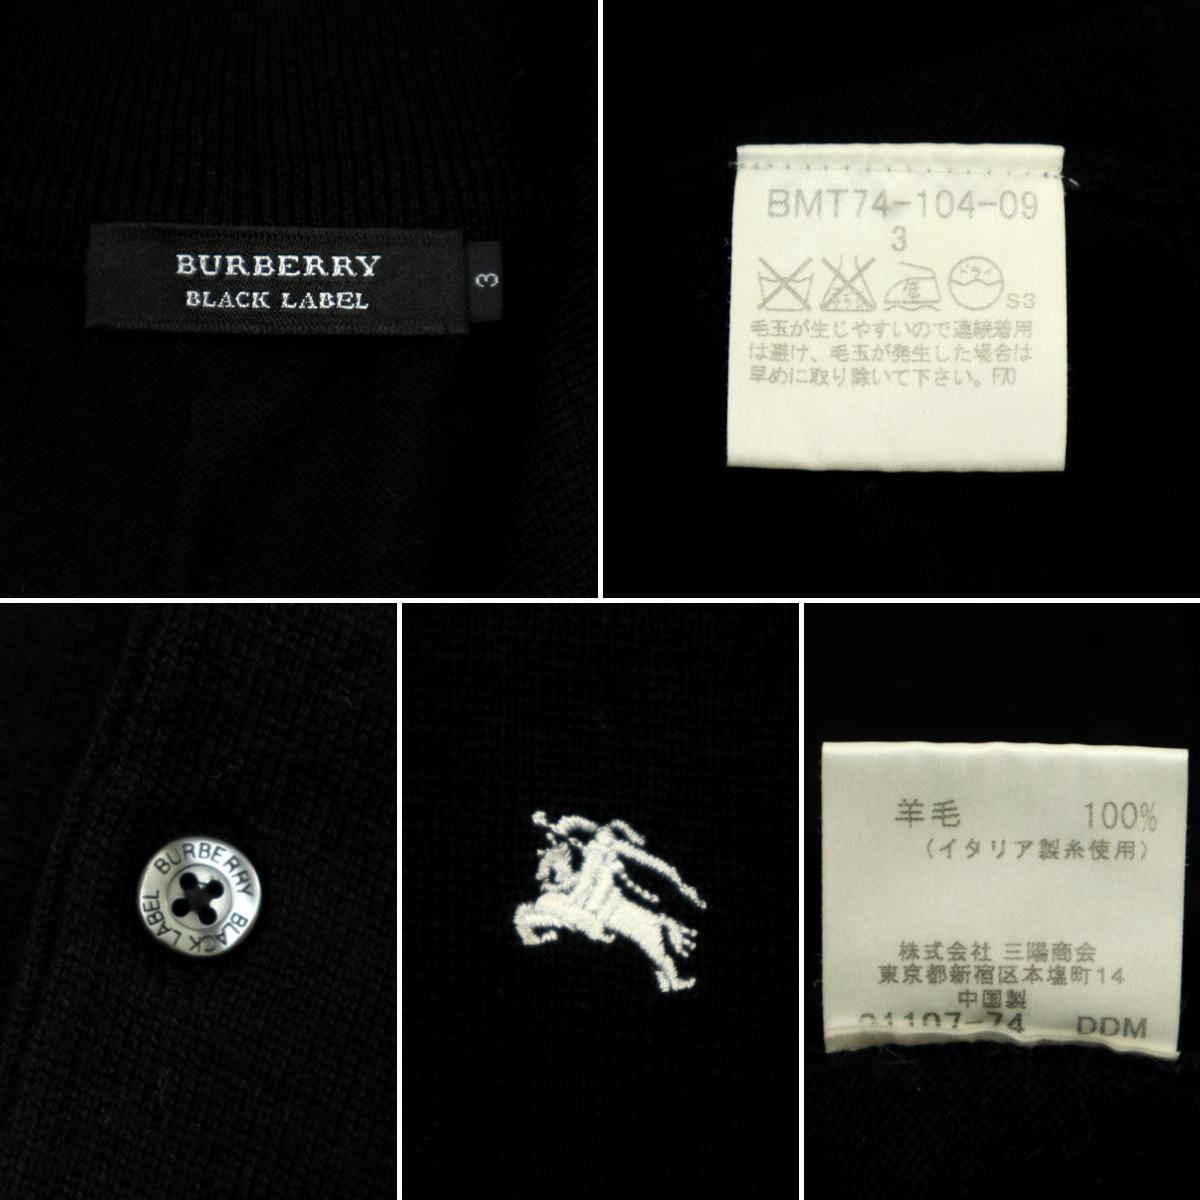 BURBERRY
BLACK LABEL
3
BMT74-104-09
3
ドライ
S3
毛玉が生じやすいので連続着用
は避け、毛玉が発生した場合は
早めに取り除いて下さい。F70
BURBERRY BLACK LABEL
羊毛 100%
(イタリア製糸使用)
株式会社 三陽商会
東京都新宿区本塩町14
中国製
01107-74 DDM